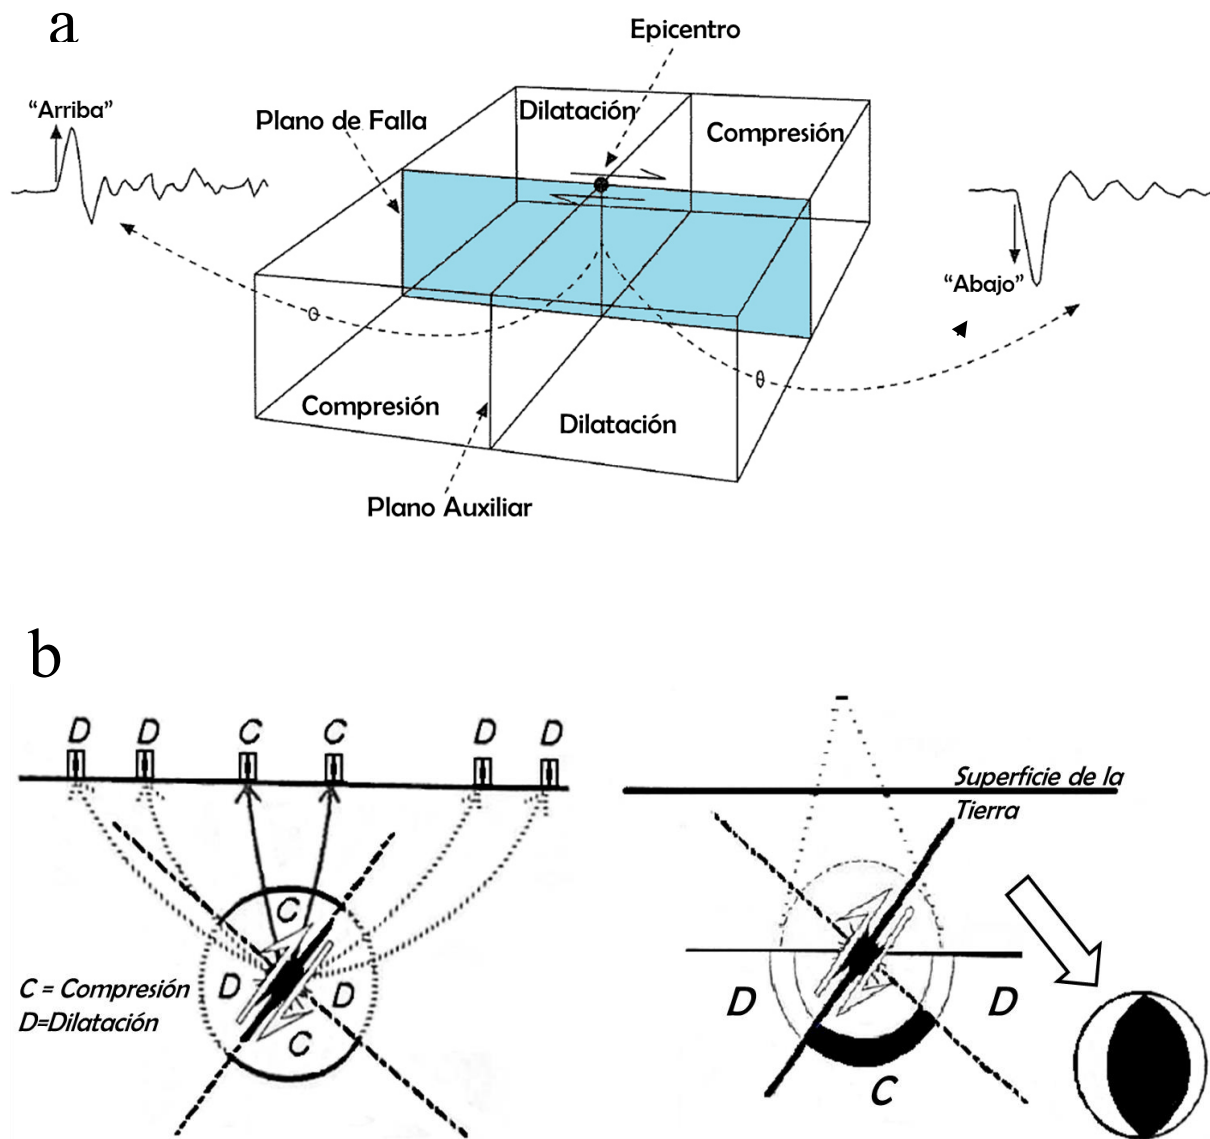 a
Epicentro
"Arriba"
Dilatación
Plano de Falla
Compresión
"Abajo"
θ
θ
Compresión
Dilatación
Plano Auxiliar
b
D D C C D D
Superficie de la
Tierra
C
D D
C
C = Compresión
D=Dilatación
D D
C